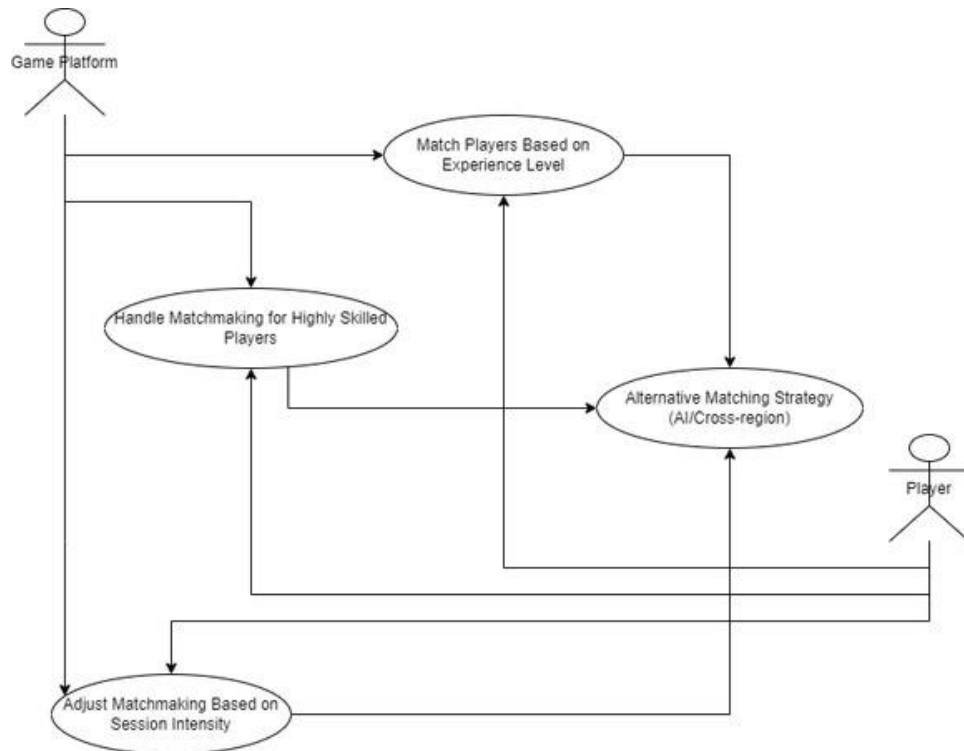 Game Platform
Match Players Based on
Experience Level
Handle Matchmaking for Highly Skilled
Players
Alternative Matching Strategy
(AI/Cross-region)
Player
Adjust Matchmaking Based on
Session Intensity